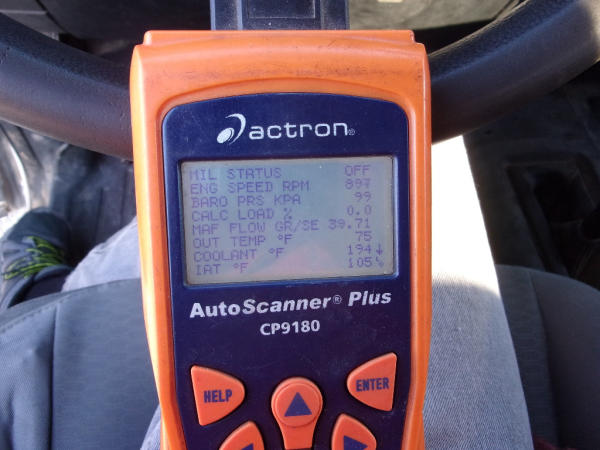 actron®
MIL STATUS OFF
ENG SPEED RPM 897
BARO PRS KPA 99
CALC LOAD % 0.0
MAF FLOW GR/SE 39.71
OUT TEMP °F 75
COOLANT °F 194↓
IAT °F 105%
AutoScanner® Plus
CP9180
HELP
ENTER